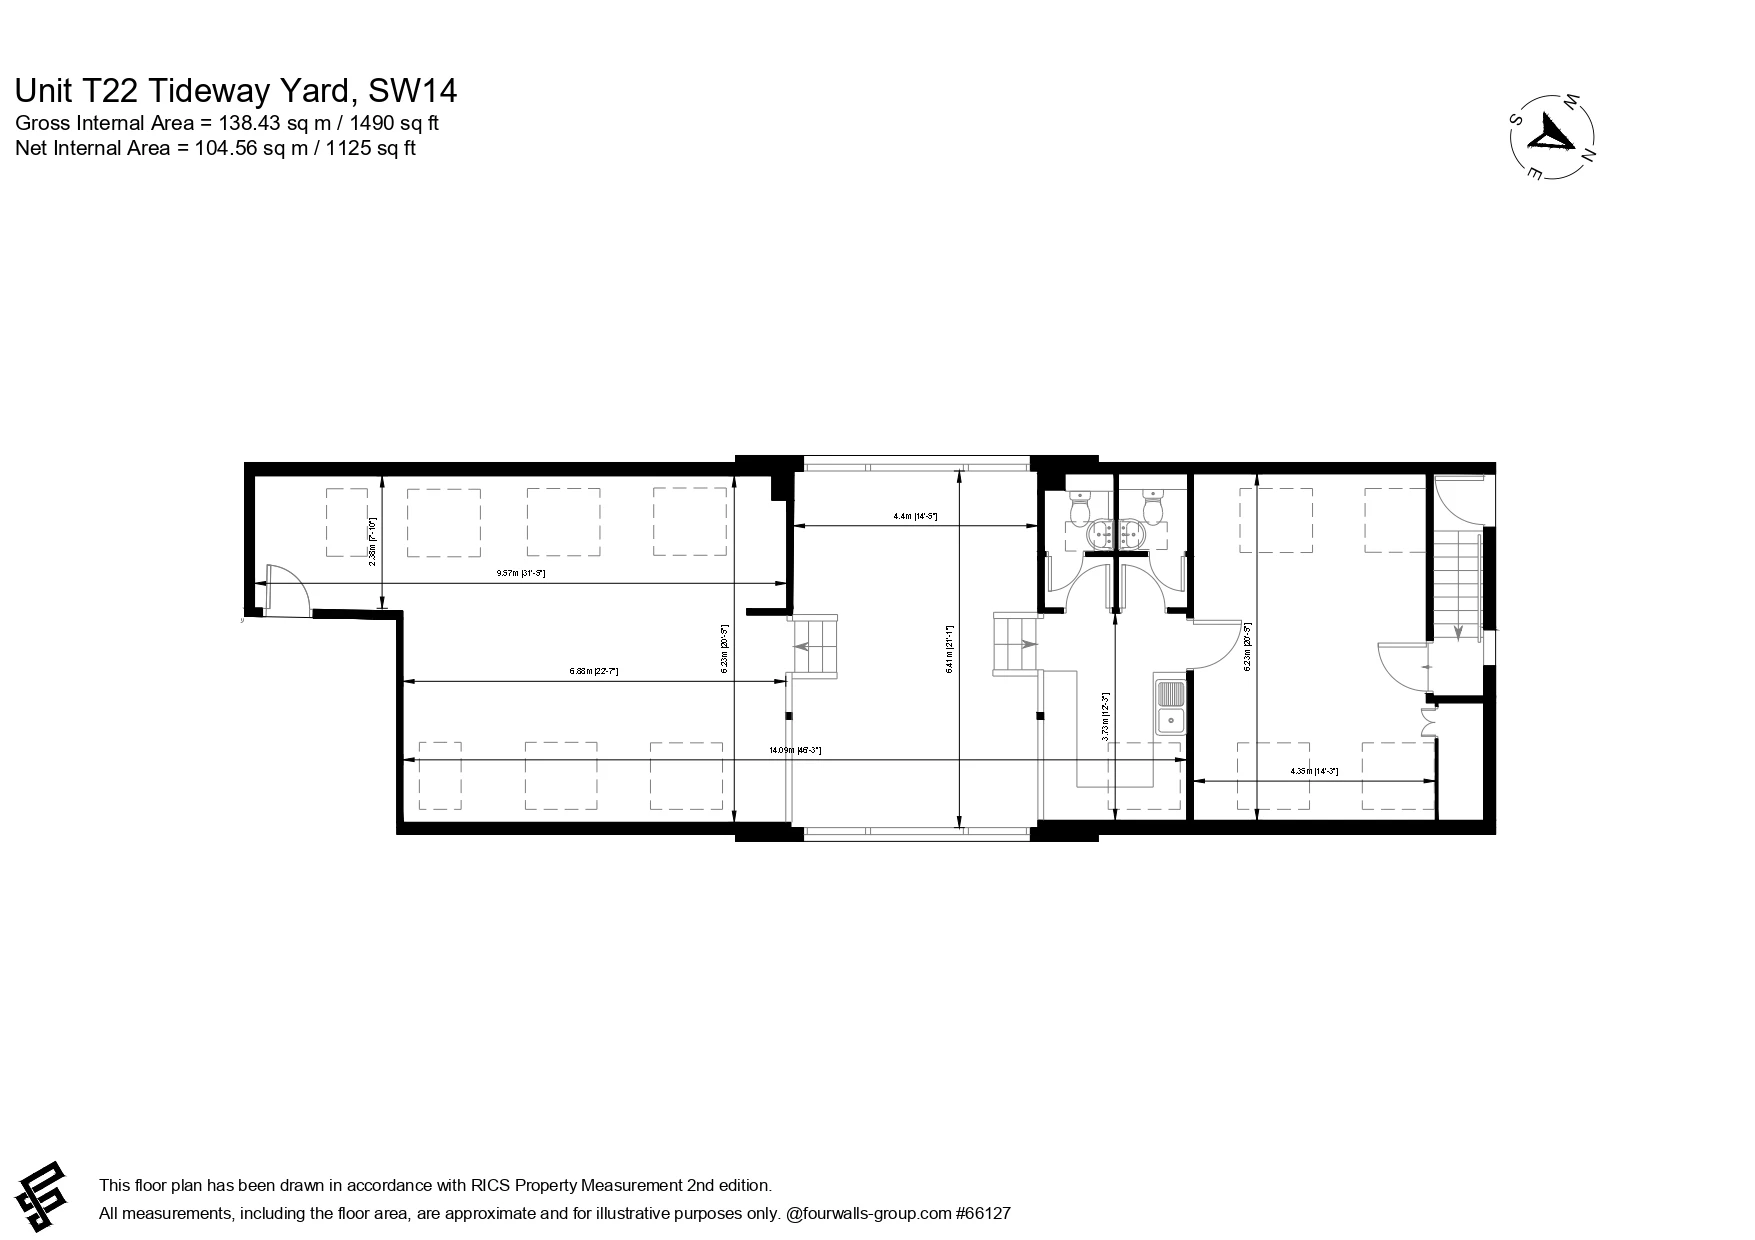 Unit T22 Tideway Yard, SW14
Gross Internal Area = 138.43 sq m / 1490 sq ft
Net Internal Area = 104.56 sq m / 1125 sq ft
W
S
N
E
4.4m [14'-5"]
2.38m [7'-10"]
9.57m [31'-5"]
6.23m [20'-5"]
6.41m [21'-1"]
6.23m [20'-5"]
6.88m [22'-7"]
3.73m [12'-3"]
14.09m [46'-3"]
4.35m [14'-3"]
This floor plan has been drawn in accordance with RICS Property Measurement 2nd edition.
All measurements, including the floor area, are approximate and for illustrative purposes only. @fourwalls-group.com #66127